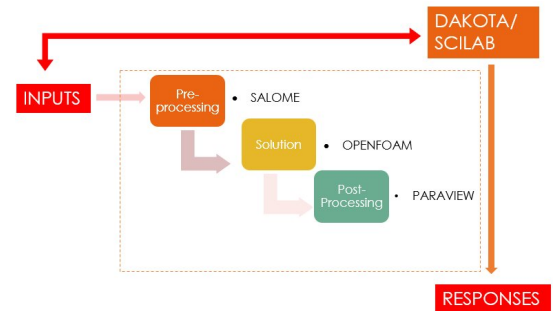 DAKOTA/
SCILAB
INPUTS
Pre-
processing
• SALOME
Solution
• OPENFOAM
Post-
Processing
• PARAVIEW
RESPONSES